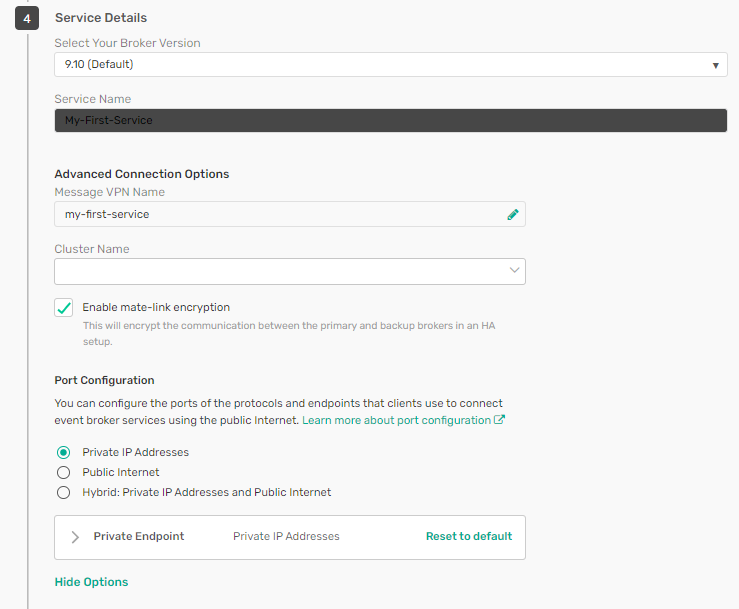 4
Service Details
Select Your Broker Version
9.10 (Default)
Service Name
My-First-Service
Advanced Connection Options
Message VPN Name
my-first-service
Cluster Name
Enable mate-link encryption
This will encrypt the communication between the primary and backup brokers in an HA
setup.
Port Configuration
You can configure the ports of the protocols and endpoints that clients use to connect
event broker services using the public Internet. Learn more about port configuration
Private IP Addresses
Public Internet
Hybrid: Private IP Addresses and Public Internet
Private Endpoint Private IP Addresses Reset to default
Hide Options